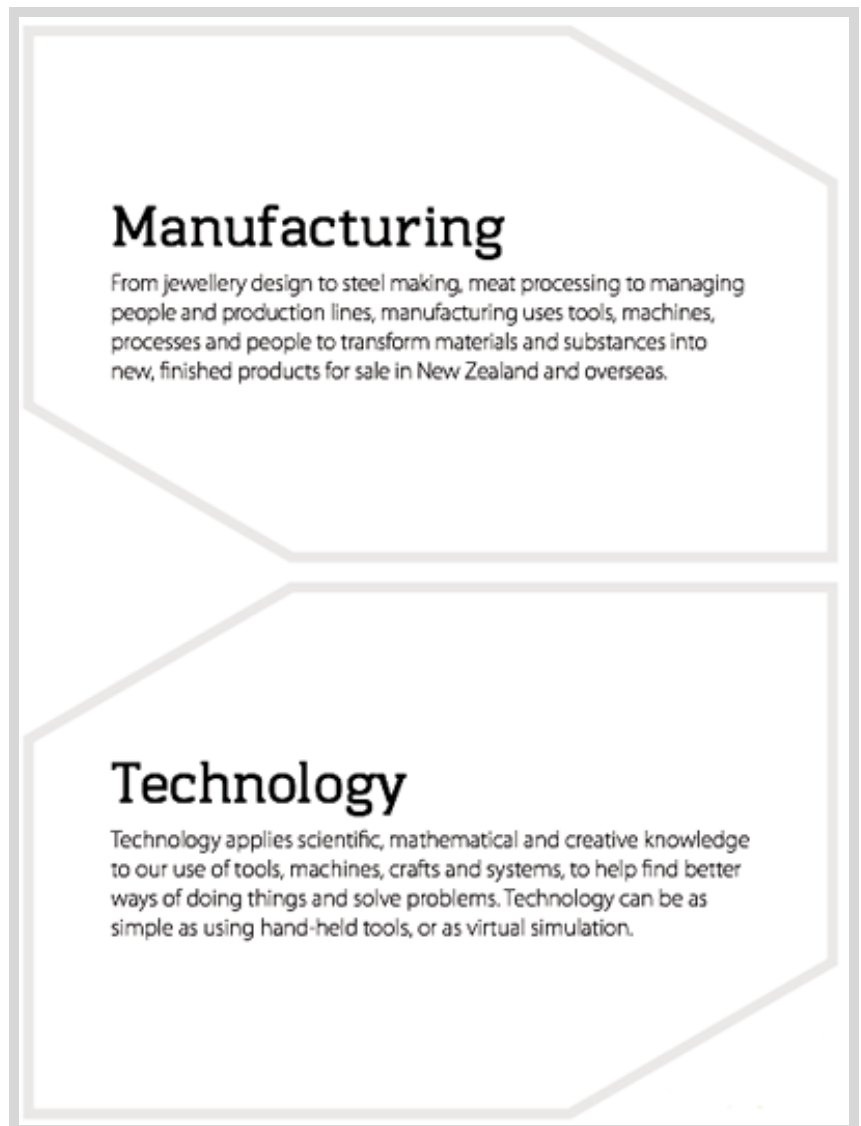 Manufacturing
From jewellery design to steel making, meat processing to managing
people and production lines, manufacturing uses tools, machines,
processes and people to transform materials and substances into
new, finished products for sale in New Zealand and overseas.
Technology
Technology applies scientific, mathematical and creative knowledge
to our use of tools, machines, crafts and systems, to help find better
ways of doing things and solve problems. Technology can be as
simple as using hand-held tools, or as virtual simulation.